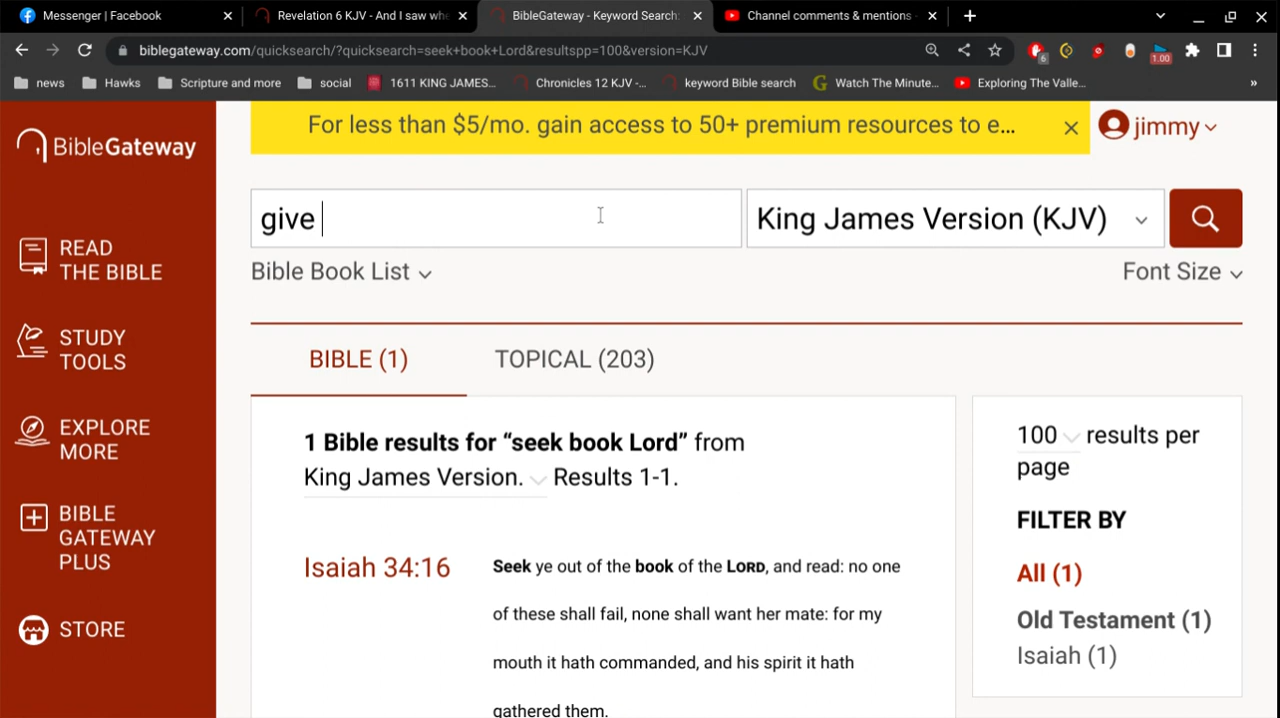 Messenger | Facebook
Revelation 6 KJV - And I saw whe
BibleGateway - Keyword Search:
Channel comments & mentions -
biblegateway.com/quicksearch/?quicksearch=seek+book+Lord&resultspp=100&version=KJV
6
1.00
news
Hawks
Scripture and more
social
1611 KING JAMES...
Chronicles 12 KJV -...
keyword Bible search
Watch The Minute...
Exploring The Valle...
»
BibleGateway
For less than $5/mo. gain access to 50+ premium resources to e...
jimmy
give
King James Version (KJV)
Bible Book List
Font Size
READ
THE BIBLE
STUDY
TOOLS
EXPLORE
MORE
BIBLE
GATEWAY
PLUS
STORE
BIBLE (1)
TOPICAL (203)
1 Bible results for “seek book Lord” from
King James Version. Results 1-1.
Isaiah 34:16
Seek ye out of the book of the LORD, and read: no one
of these shall fail, none shall want her mate: for my
mouth it hath commanded, and his spirit it hath
gathered them.
100 results per
page
FILTER BY
All (1)
Old Testament (1)
Isaiah (1)